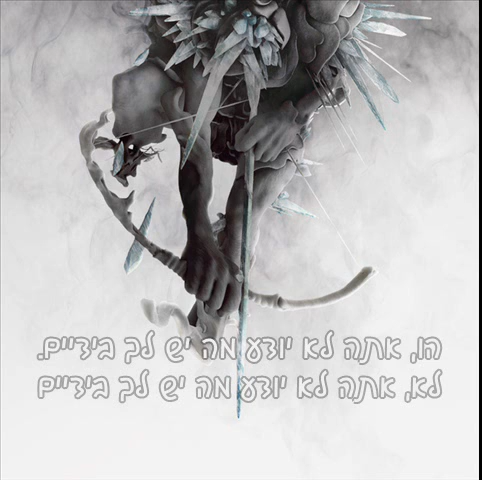 הו, אתה לא יודע מה יש לך בידיים.
לא, אתה לא יודע מה יש לך בידיים